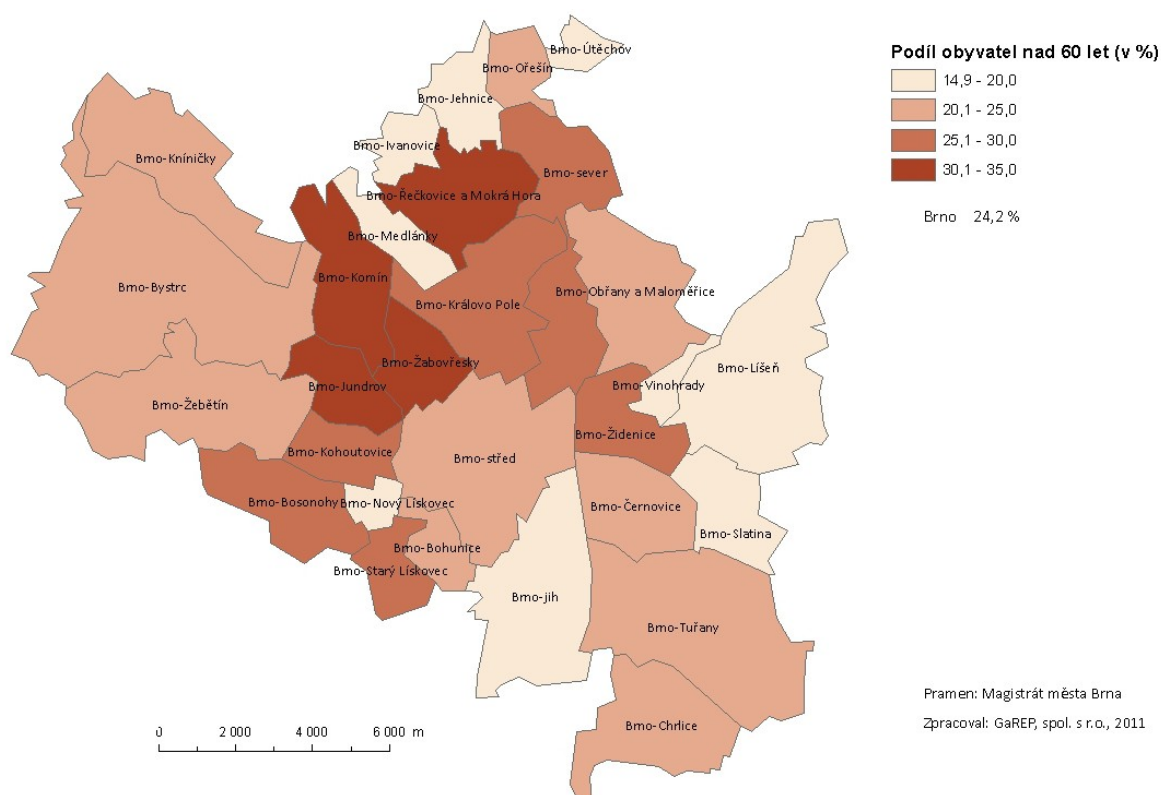 Podíl obyvatel nad 60 let (v %)
14,9 - 20,0
20,1 - 25,0
25,1 - 30,0
30,1 - 35,0
Brno 24,2 %
Brno-Útěchov
Brno-Ořešín
Brno-Jehnice
Brno-Ivanovice
Brno-Kníničky
Brno-sever
Brno-Řečkovice a Mokrá Hora
Brno-Medlánky
Brno-Komín
Brno-Bystrc
Brno-Obřany a Maloměřice
Brno-Královo Pole
Brno-Žabovřesky
Brno-Líšeň
Brno-Vinohrady
Brno-Jundrov
Brno-Žebětín
Brno-Židenice
Brno-Kohoutovice
Brno-střed
Brno-Bosonohy
Brno-Nový Lískovec
Brno-Černovice
Brno-Slatina
Brno-Bohunice
Brno-Starý Lískovec
Brno-jih
Brno-Tuřany
Brno-Chrlice
0 2 000 4 000 6 000 m
Pramen: Magistrát města Brna
Zpracoval: GaREP, spol. s r.o., 2011